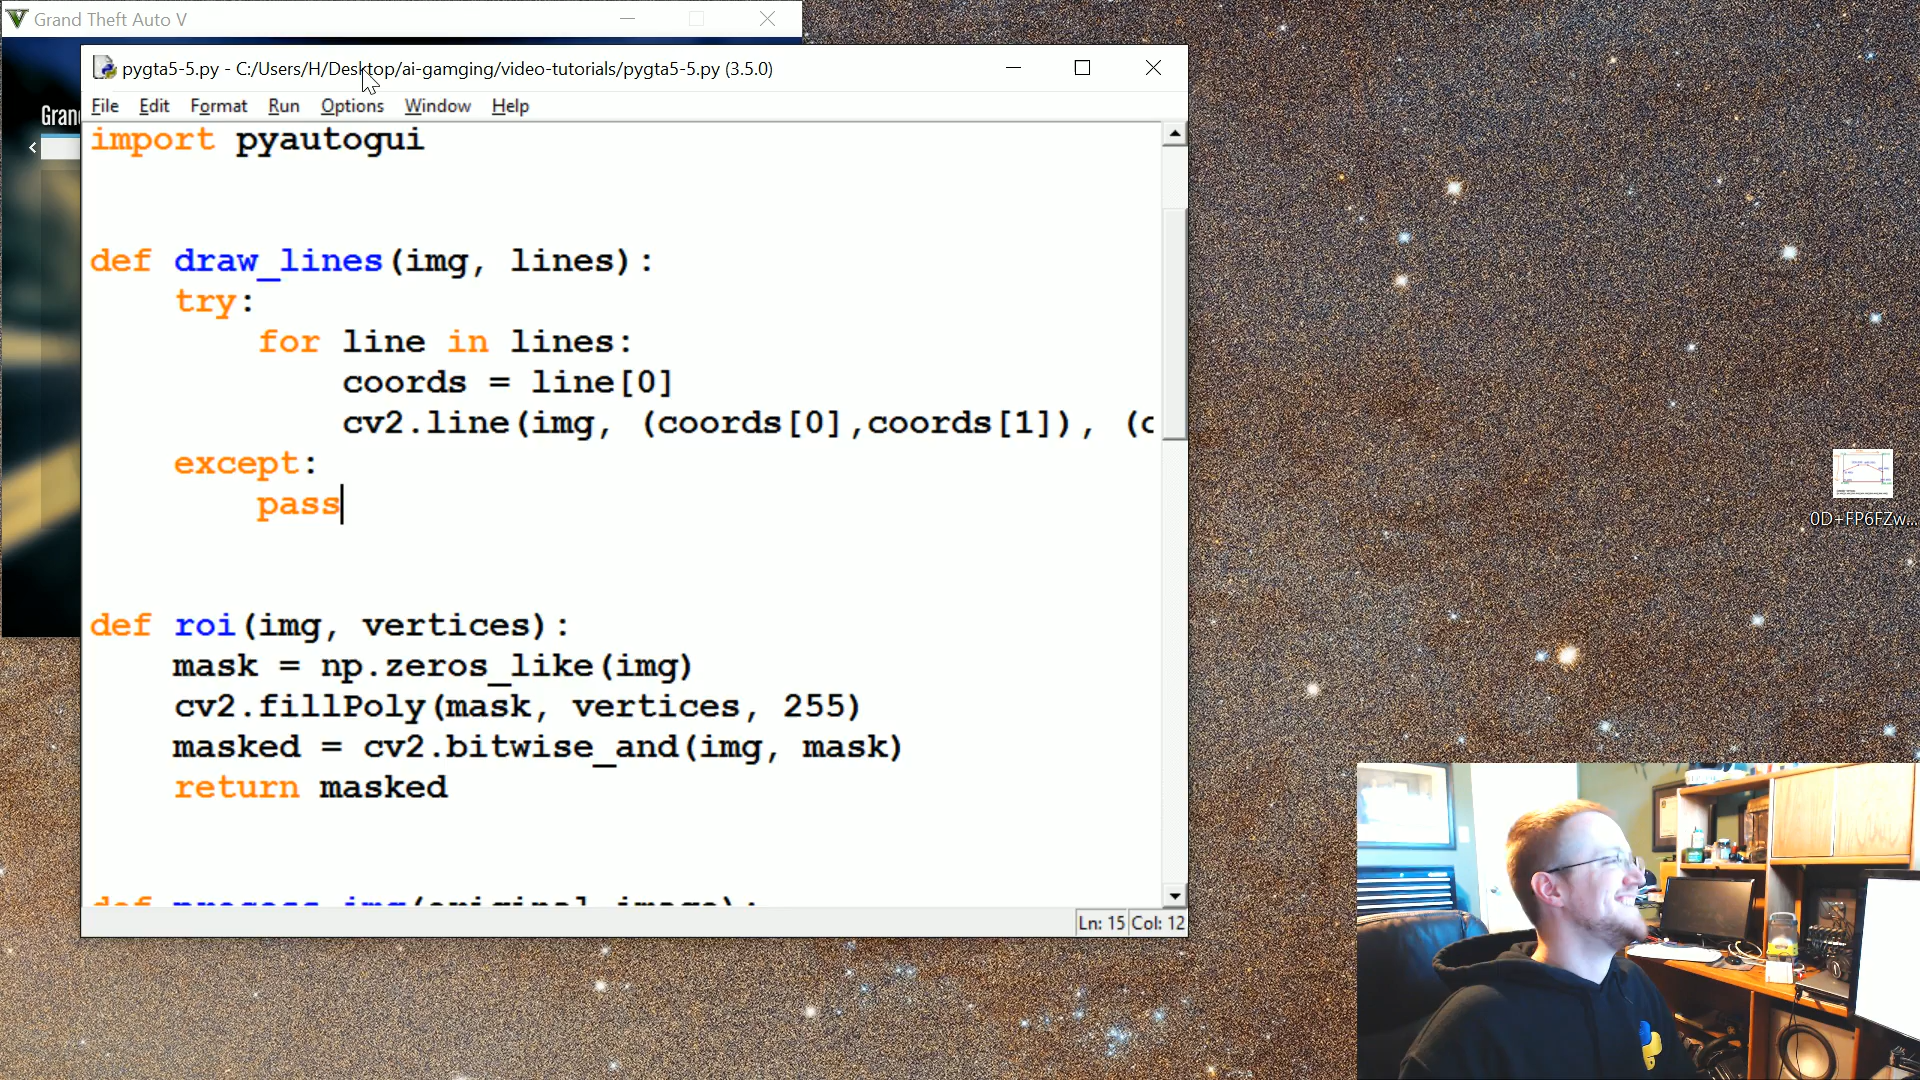 Grand Theft Auto V
pygta5-5.py - C:/Users/H/Desktop/ai-gamging/video-tutorials/pygta5-5.py (3.5.0)
File Edit Format Run Options Window Help
Gran
import pyautogui
def draw_lines(img, lines):
try:
for line in lines:
coords = line[0]
cv2.line(img, (coords[0],coords[1]), (c
except:
pass
def roi(img, vertices):
mask = np.zeros_like(img)
cv2.fillPoly(mask, vertices, 255)
masked = cv2.bitwise_and(img, mask)
return masked
def process_img(original_image):
Ln: 15 Col: 12
0D+FP6FZw...